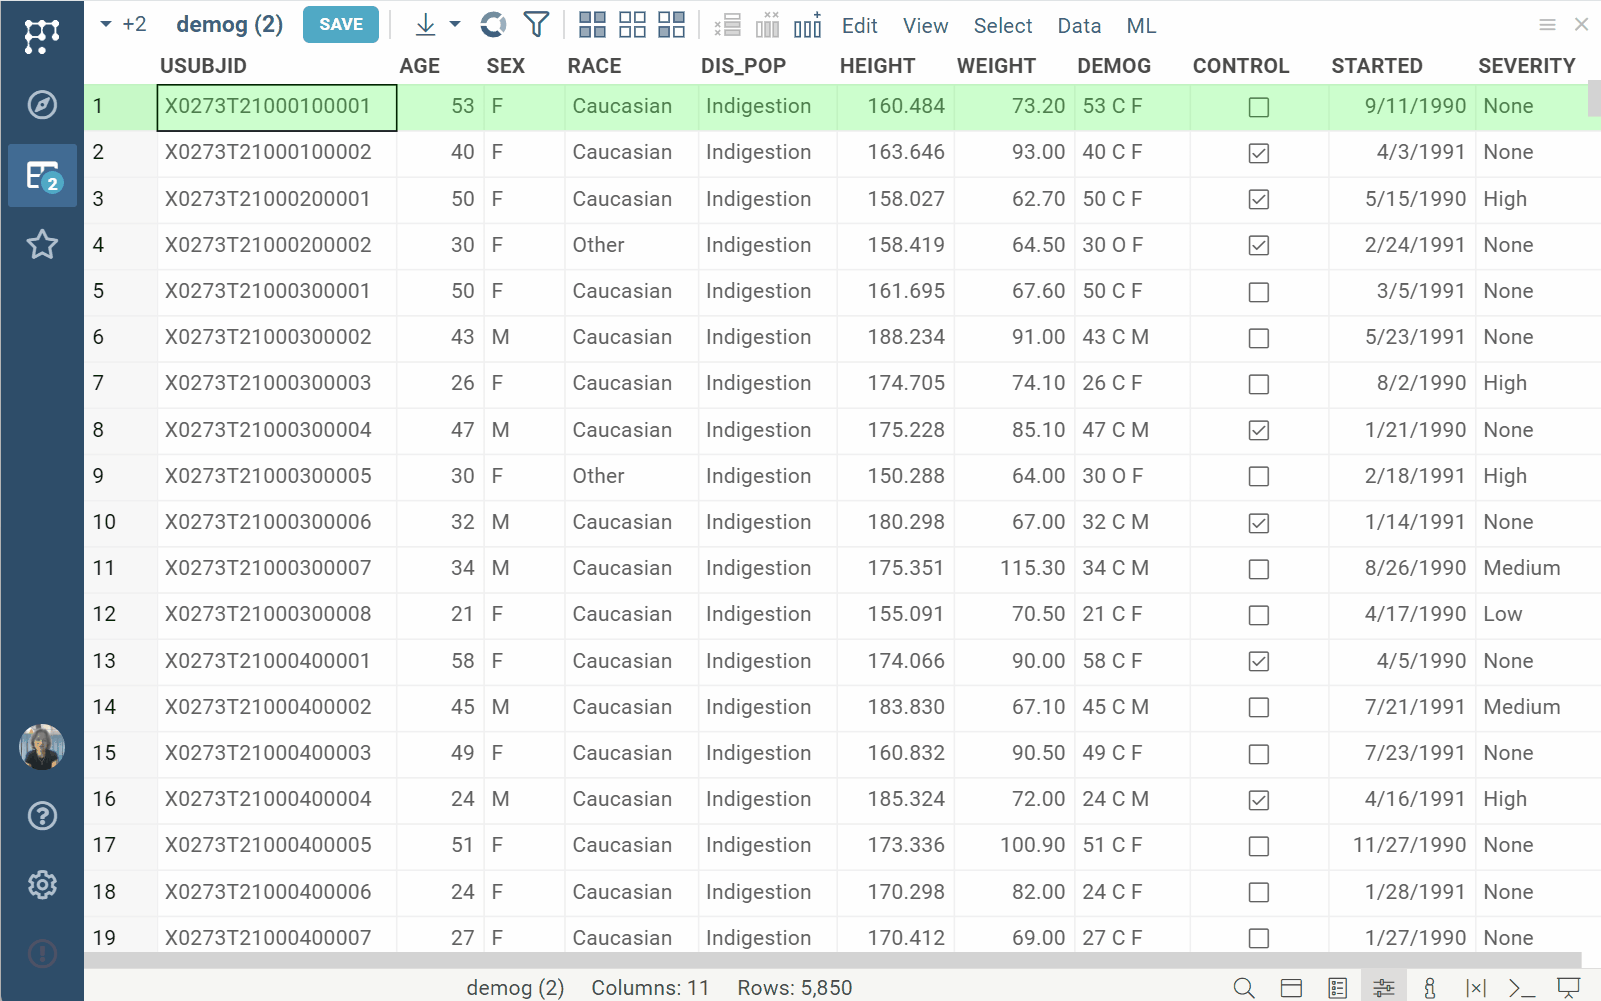 +2 demog (2) SAVE Edit View Select Data ML
USUBJID AGE SEX RACE DIS_POP HEIGHT WEIGHT DEMOG CONTROL STARTED SEVERITY
1 X0273T21000100001 53 F Caucasian Indigestion 160.484 73.20 53 C F 9/11/1990 None
2 X0273T21000100002 40 F Caucasian Indigestion 163.646 93.00 40 C F 4/3/1991 None
2
3 X0273T21000200001 50 F Caucasian Indigestion 158.027 62.70 50 C F 5/15/1990 High
4 X0273T21000200002 30 F Other Indigestion 158.419 64.50 30 O F 2/24/1991 None
5 X0273T21000300001 50 F Caucasian Indigestion 161.695 67.60 50 C F 3/5/1991 None
6 X0273T21000300002 43 M Caucasian Indigestion 188.234 91.00 43 C M 5/23/1991 None
7 X0273T21000300003 26 F Caucasian Indigestion 174.705 74.10 26 C F 8/2/1990 High
8 X0273T21000300004 47 M Caucasian Indigestion 175.228 85.10 47 C M 1/21/1990 None
9 X0273T21000300005 30 F Other Indigestion 150.288 64.00 30 O F 2/18/1991 High
10 X0273T21000300006 32 M Caucasian Indigestion 180.298 67.00 32 C M 1/14/1991 None
11 X0273T21000300007 34 M Caucasian Indigestion 175.351 115.30 34 C M 8/26/1990 Medium
12 X0273T21000300008 21 F Caucasian Indigestion 155.091 70.50 21 C F 4/17/1990 Low
13 X0273T21000400001 58 F Caucasian Indigestion 174.066 90.00 58 C F 4/5/1990 None
14 X0273T21000400002 45 M Caucasian Indigestion 183.830 67.10 45 C M 7/21/1991 Medium
15 X0273T21000400003 49 F Caucasian Indigestion 160.832 90.50 49 C F 7/23/1991 None
16 X0273T21000400004 24 M Caucasian Indigestion 185.324 72.00 24 C M 4/16/1991 High
17 X0273T21000400005 51 F Caucasian Indigestion 173.336 100.90 51 C F 11/27/1990 None
18 X0273T21000400006 24 F Caucasian Indigestion 170.298 82.00 24 C F 1/28/1991 None
19 X0273T21000400007 27 F Caucasian Indigestion 170.412 69.00 27 C F 1/27/1990 None
demog (2) Columns: 11 Rows: 5,850